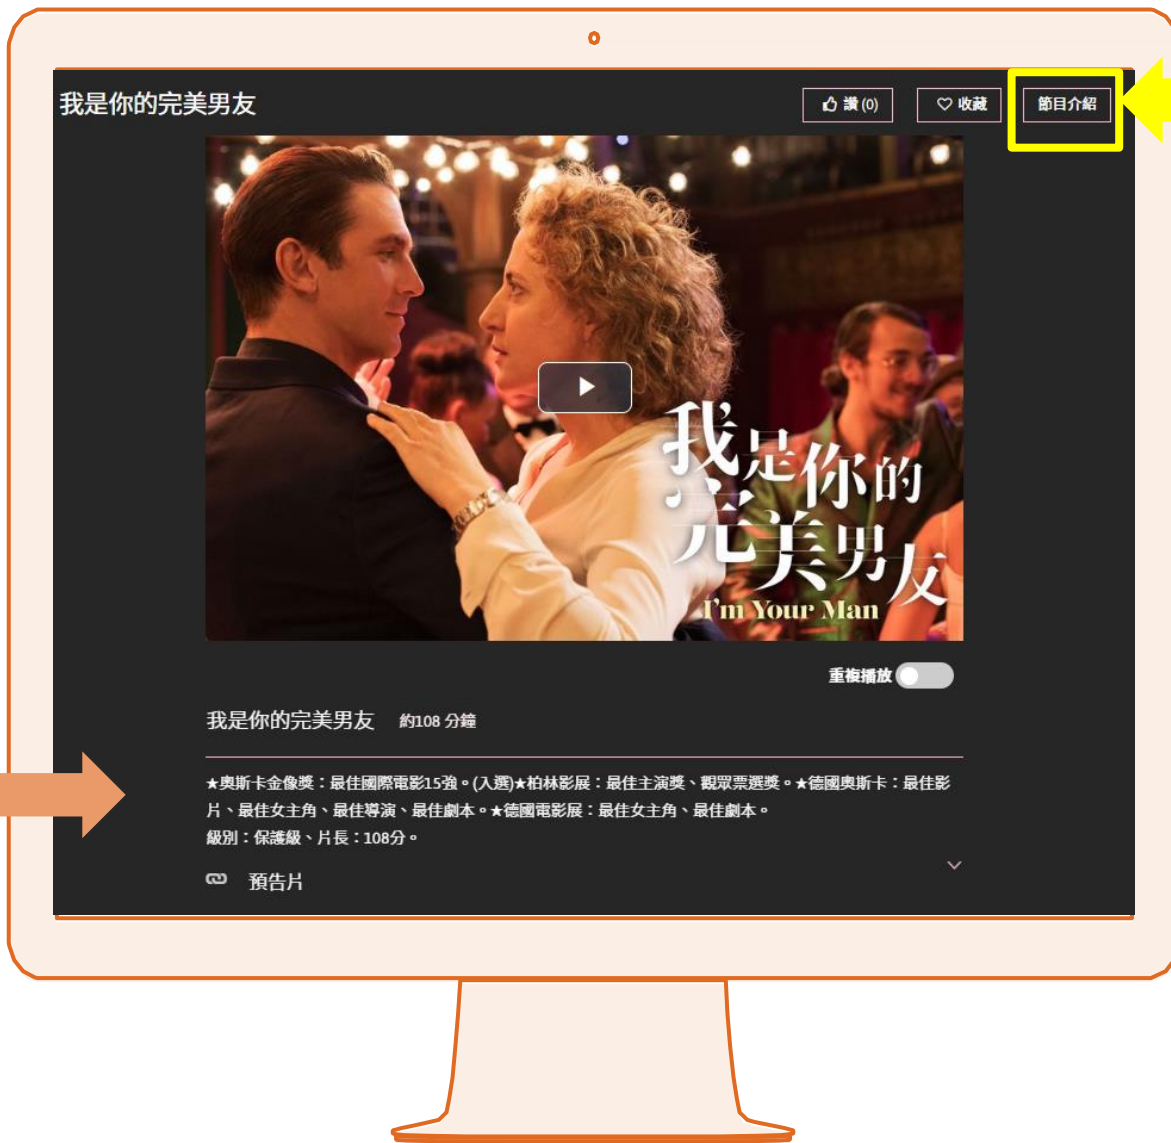 我是你的完美男友
讚 (0)
收藏
節目介紹
我是你的
完美男友
I'm Your Man
重複播放
我是你的完美男友 約108 分鐘
★奧斯卡金像獎：最佳國際電影15強。(入選)★柏林影展：最佳主演獎、觀眾票選獎。★德國奧斯卡：最佳影
片、最佳女主角、最佳導演、最佳劇本。★德國電影展：最佳女主角、最佳劇本。
級別：保護級、片長：108分。
預告片